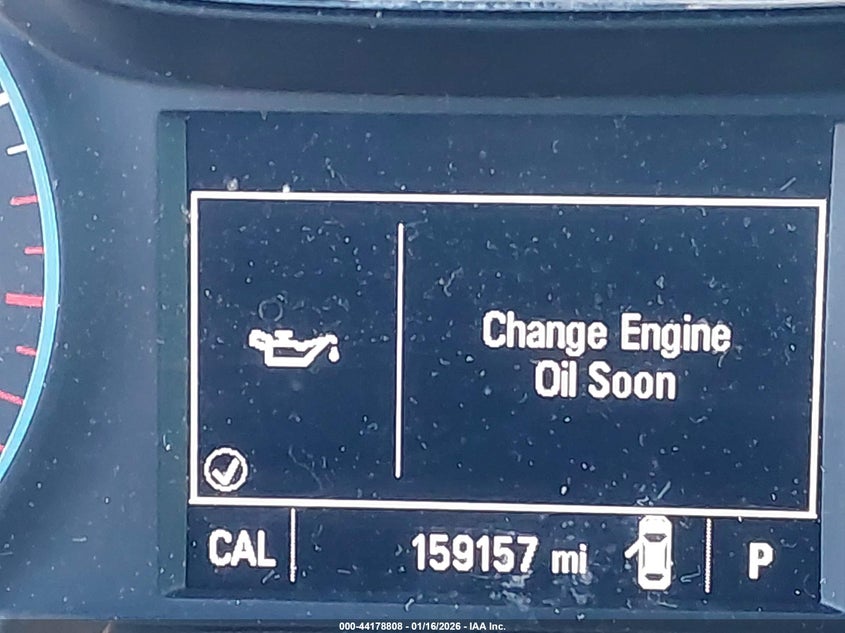 Change Engine
Oil Soon
CAL 159157 mi P
000-44178808 - 01/16/2026 - IAA Inc.